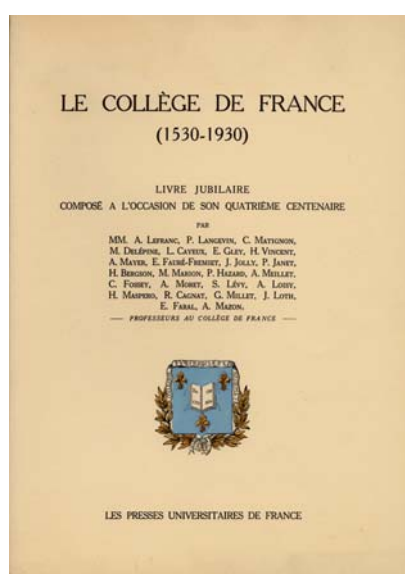 LE COLLÈGE DE FRANCE
(1530-1930)
LIVRE JUBILAIRE
COMPOSÉ A L'OCCASION DE SON QUATRIÈME CENTENAIRE
PAR
MM. A. LEFRANC, P. LANGEVIN, C. MATIGNON,
M. DELÉPINE, L. CAYEUX, E. GLEY, H. VINCENT,
A. MAYER, E. FAURÉ-FREMIET, J. JOLLY, P. JANET,
H. BERGSON, M. MARION, P. HAZARD, A. MEILLET,
C. FOSSEY, A. MORET, S. LÉVY, A. LOISY,
H. MASPERO, R. CAGNAT, G. MILLET, J. LOTH,
E. FARAL, A. MAZON,
— PROFESSEURS AU COLLÈGE DE FRANCE —
LES PRESSES UNIVERSITAIRES DE FRANCE